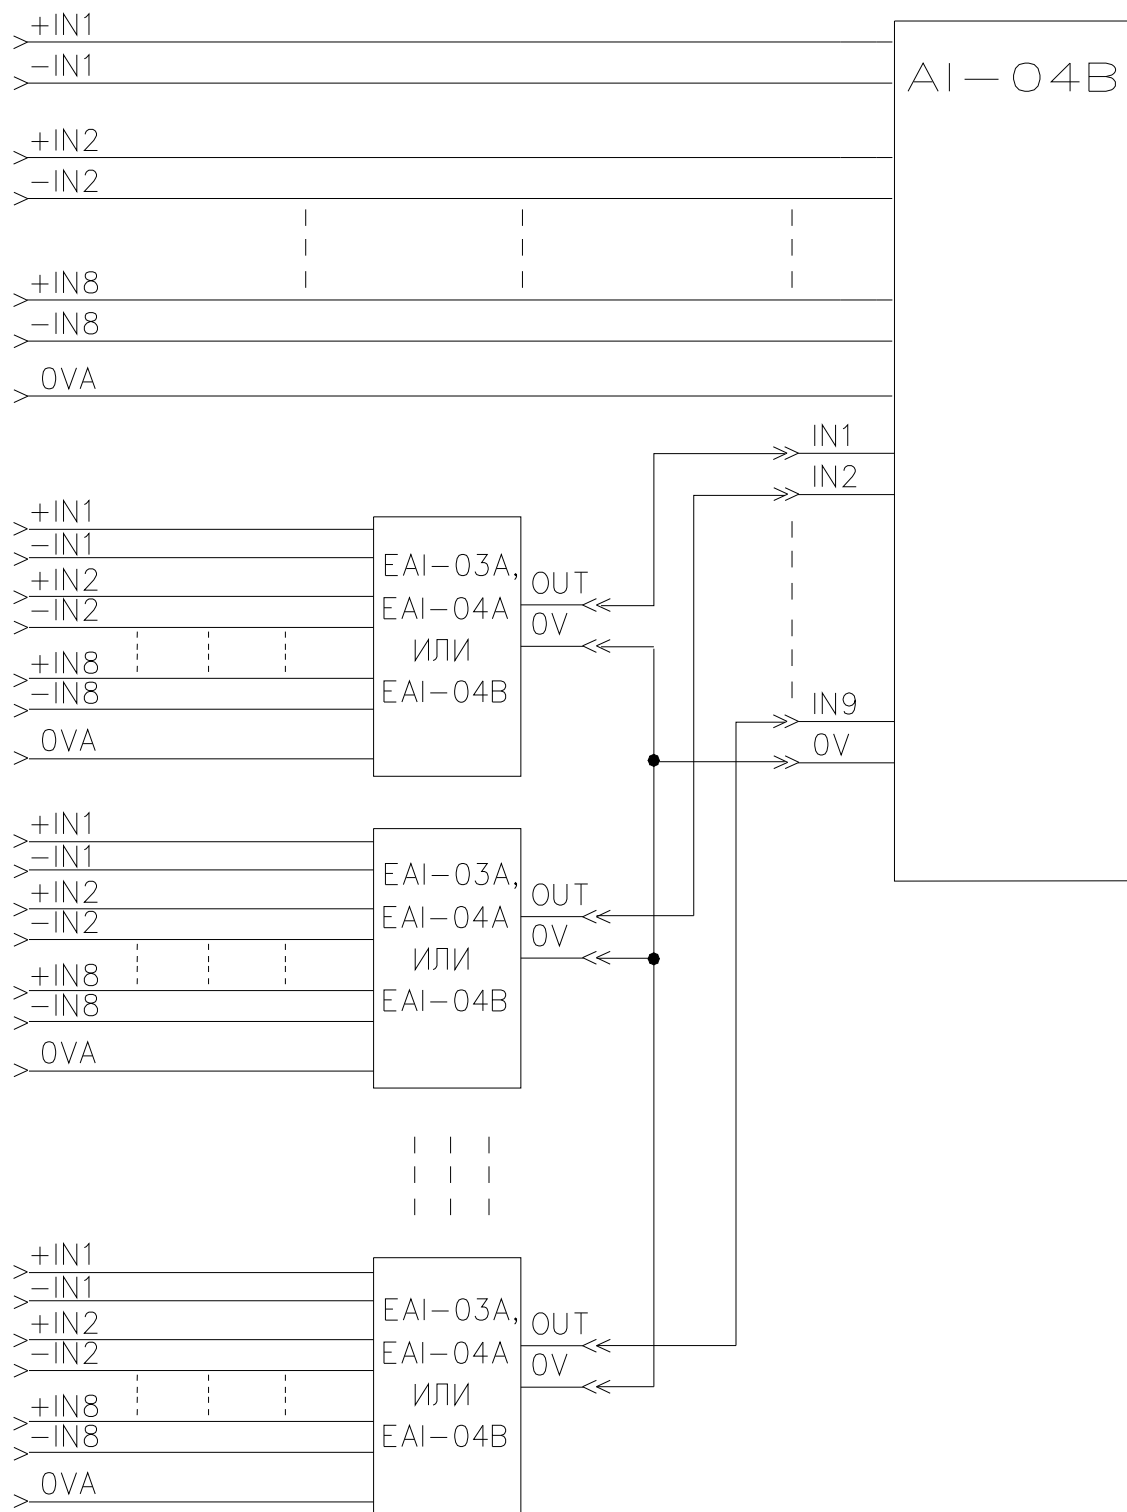 +IN1
AI-04B
-IN1
+IN2
-IN2
+IN8
-IN8
0VA
IN1
IN2
+IN1
-IN1
+IN2
-IN2
+IN8
-IN8
0VA
EAI-03A,
EAI-04A
ИЛИ
EAI-04B
OUT
0V
IN9
0V
+IN1
-IN1
+IN2
-IN2
+IN8
-IN8
0VA
EAI-03A,
EAI-04A
ИЛИ
EAI-04B
OUT
0V
+IN1
-IN1
+IN2
-IN2
+IN8
-IN8
0VA
EAI-03A,
EAI-04A
ИЛИ
EAI-04B
OUT
0V